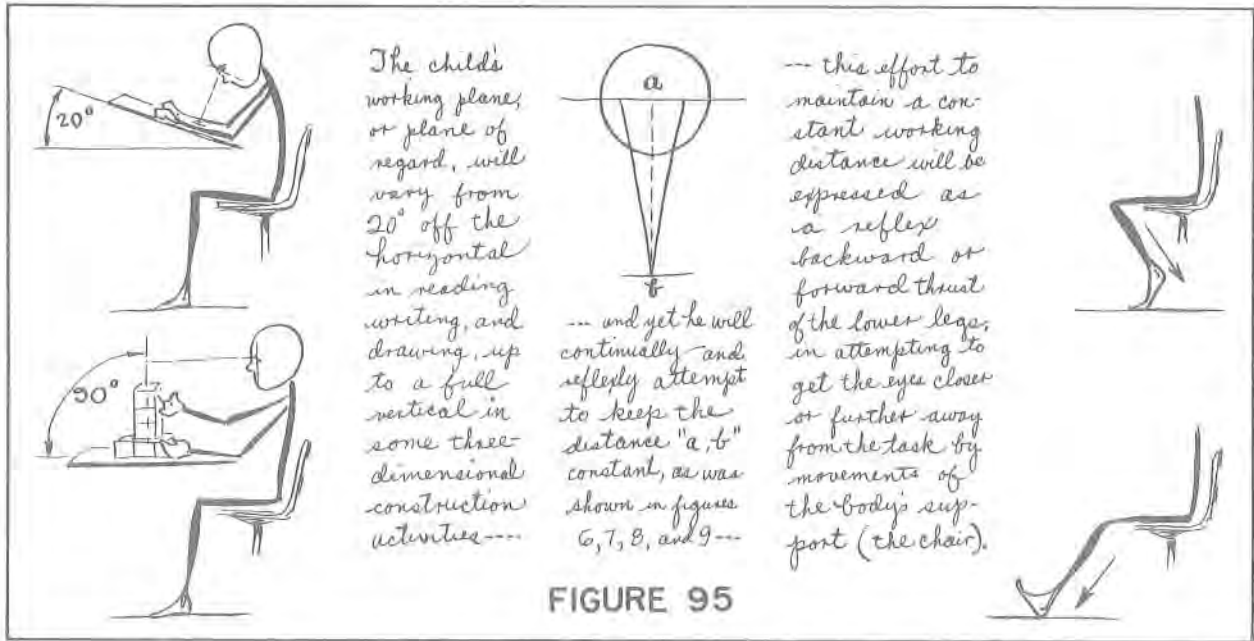 20°
90°
The child's
working plane,
or plane of
regard, will
vary from
20° off the
horizontal
in reading
writing, and
drawing, up
to a full
vertical in
some three-
dimensional
construction
activities----
a
b
--- and yet he will
continually and
reflexly attempt
to keep the
distance "a, b"
constant, as was
shown in figures
6, 7, 8, and 9---
--- this effort to
maintain a con-
stant working
distance will be
expressed as
a reflex
backward or
forward thrust
of the lower legs,
in attempting to
get the eyes closer
or further away
from the task by
movements of
the body's sup-
port (the chair).
FIGURE 95